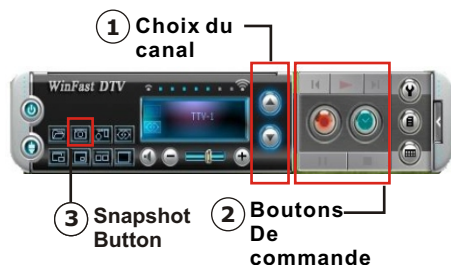 1 Choix du
canal
WinFast DTV
TTV-1
3 Snapshot
Button
2 Boutons
De
commande